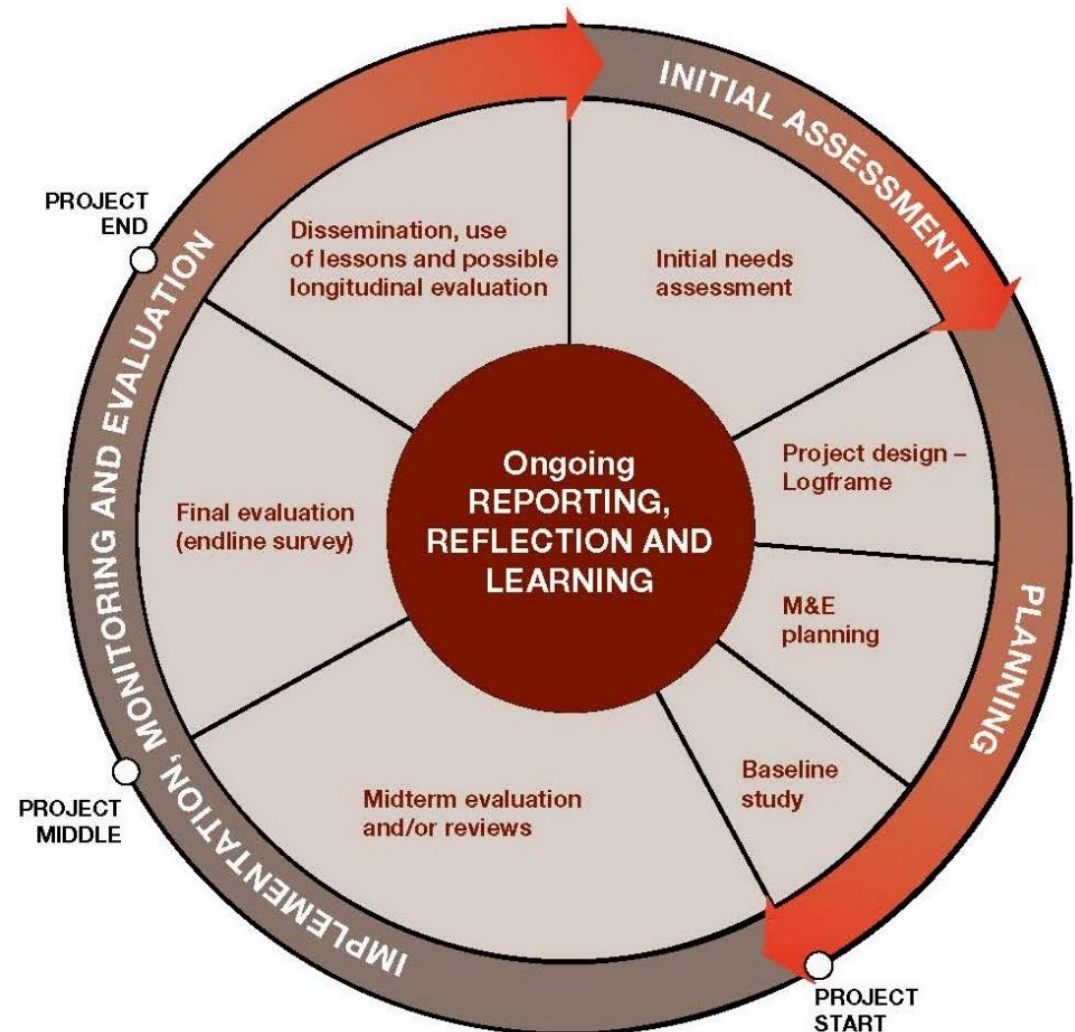 INITIAL ASSESSMENT
Initial needs
assessment
PLANNING
Project design –
Logframe
M&E
planning
Baseline
study
PROJECT
START
IMPLEMENTATION, MONITORING AND EVALUATION
Midterm evaluation
and/or reviews
PROJECT
MIDDLE
Final evaluation
(endline survey)
PROJECT
END
Dissemination, use
of lessons and possible
longitudinal evaluation
Ongoing
REPORTING,
REFLECTION AND
LEARNING